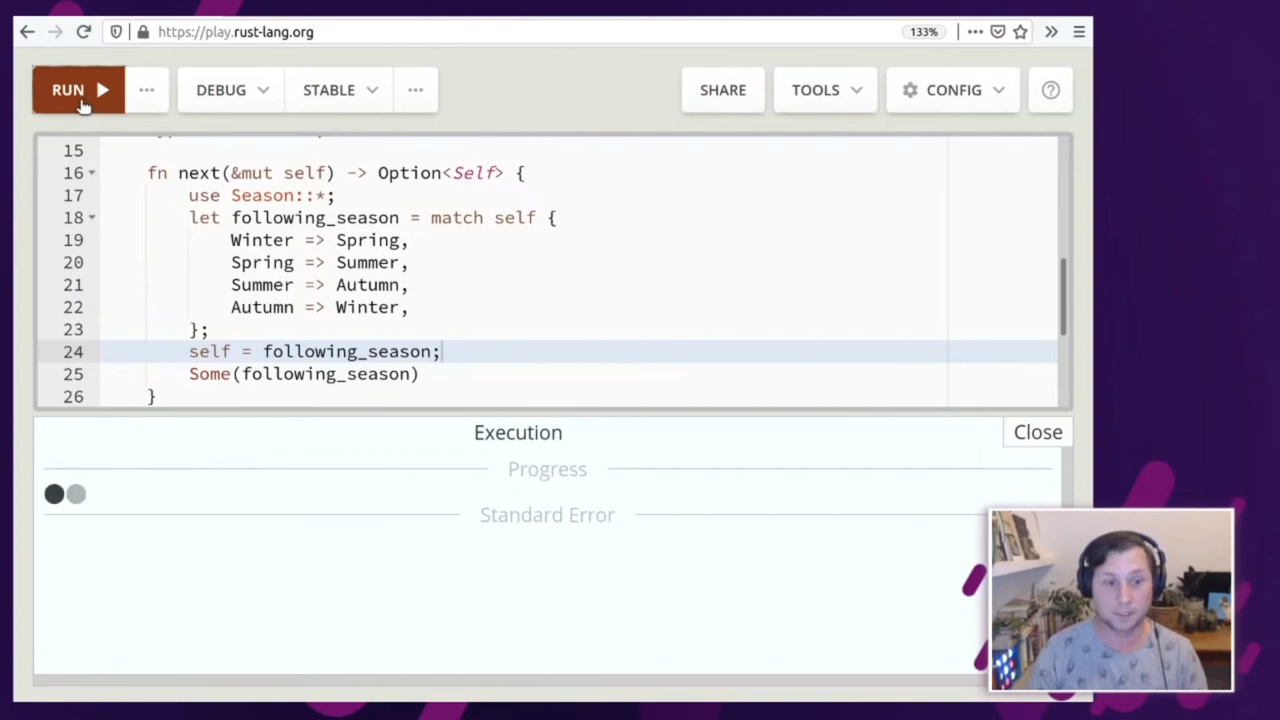 https://play.rust-lang.org
133%
RUN
DEBUG
STABLE
SHARE
TOOLS
CONFIG
15
16 fn next(&mut self) -> Option<Self> {
17 use Season::*;
18 let following_season = match self {
19 Winter => Spring,
20 Spring => Summer,
21 Summer => Autumn,
22 Autumn => Winter,
23 };
24 self = following_season;
25 Some(following_season)
26 }
Execution
Close
Progress
Standard Error